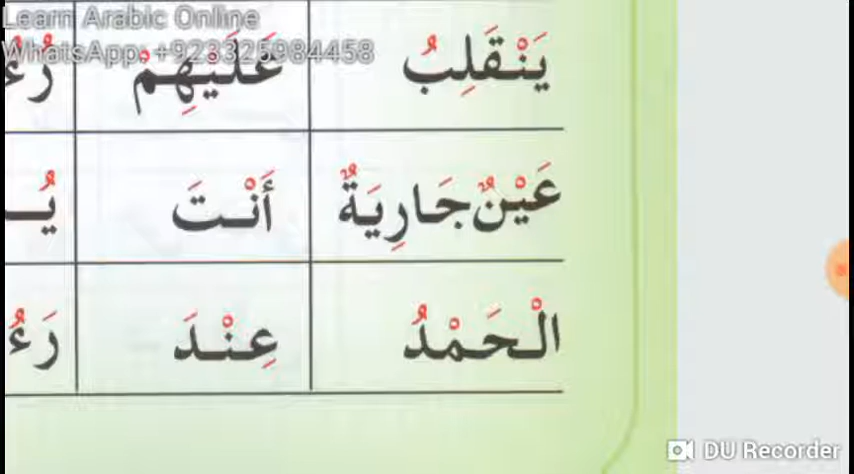 Learn Arabic Online
WhatsApp: +923325984458
يَنْقَلِبُ عَلَيْهِمْ
عَيْنٌ جَارِيَةٌ أَنْتَ
الْحَمْدُ عِنْدَ
DU Recorder